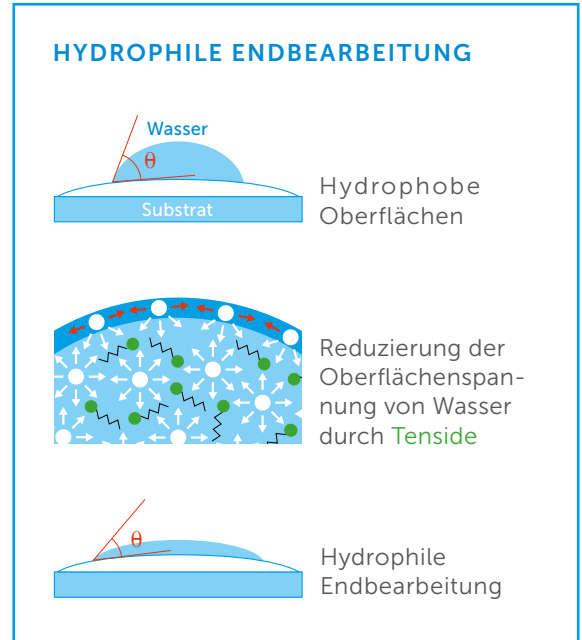 HYDROPHILE ENDBEARBEITUNG
Wasser
θ
Substrat
Hydrophobe
Oberflächen
Reduzierung der
Oberflächenspan-
nung von Wasser
durch Tenside
θ
Hydrophile
Endbearbeitung